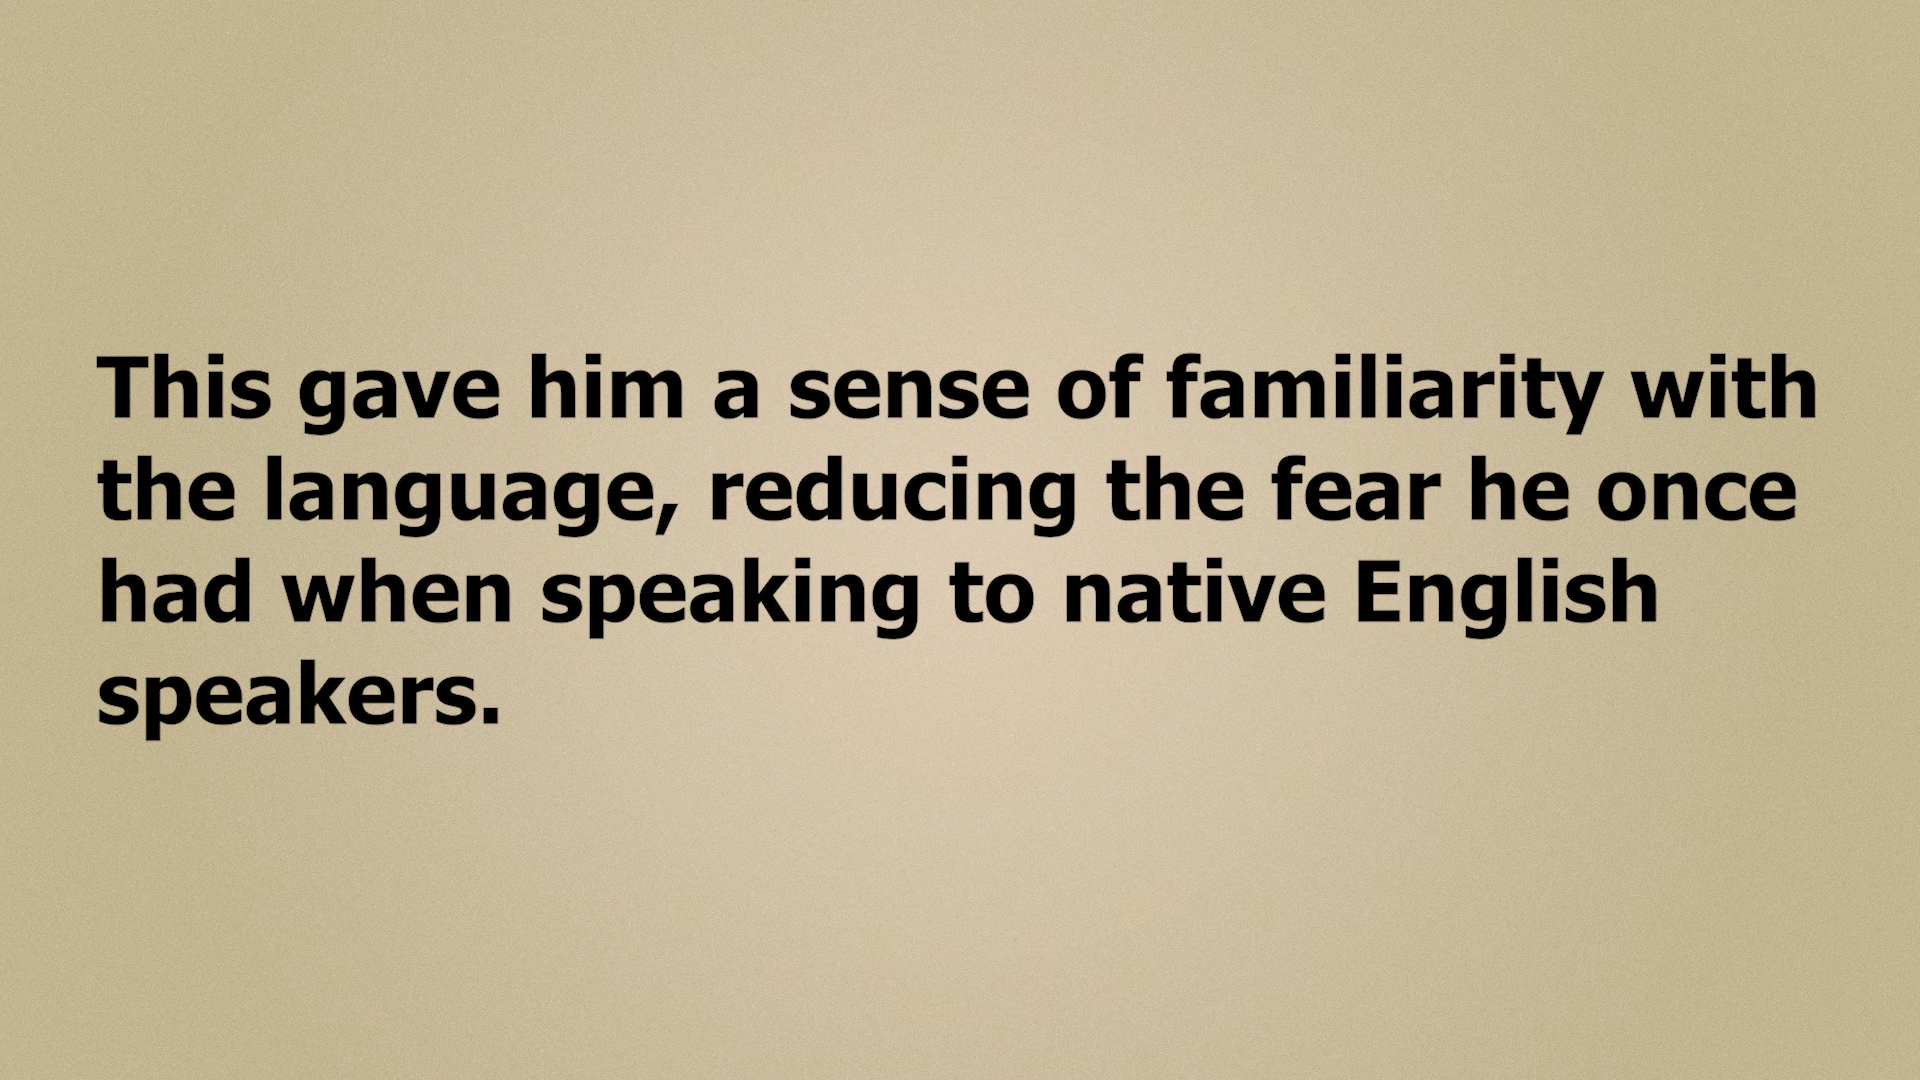 This gave him a sense of familiarity with
the language, reducing the fear he once
had when speaking to native English
speakers.